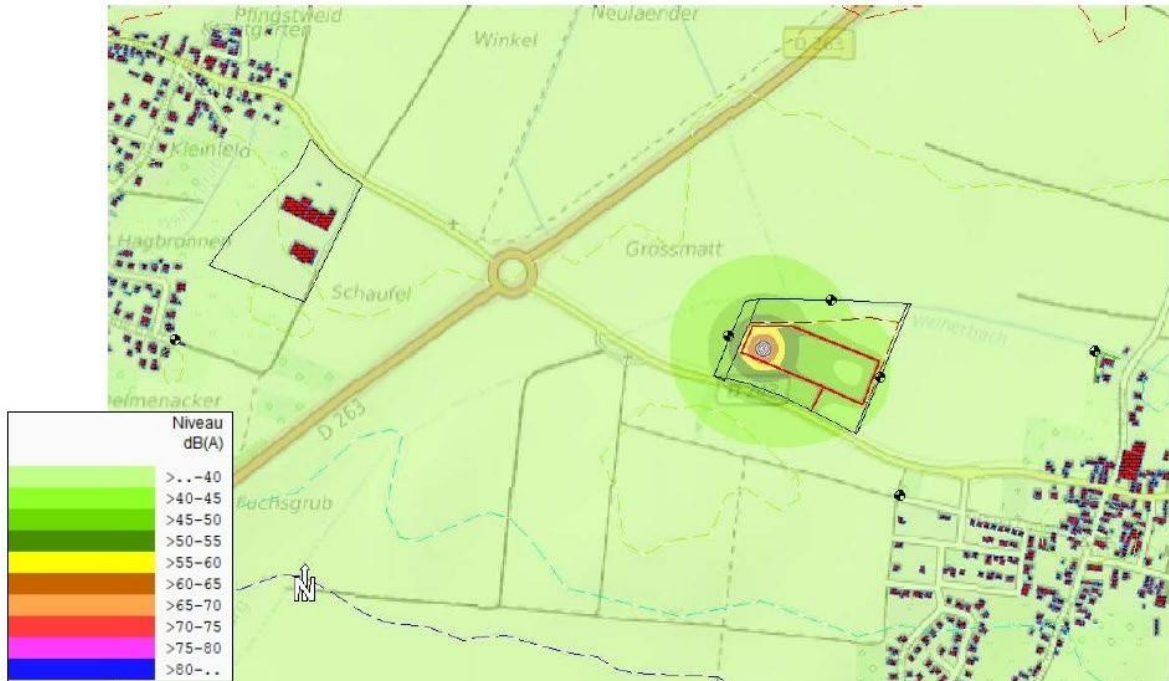 Pfingstweid
Neulaender
Winkel
D 263
Kleinfeld
Hagbronnen
Grossmatt
Schaufel
Weiherbach
D 263
Niveau
dB(A)
>..-40
>40-45
>45-50
>50-55
>55-60
>60-65
>65-70
>70-75
>75-80
>80-..
Fuchsgrub
N